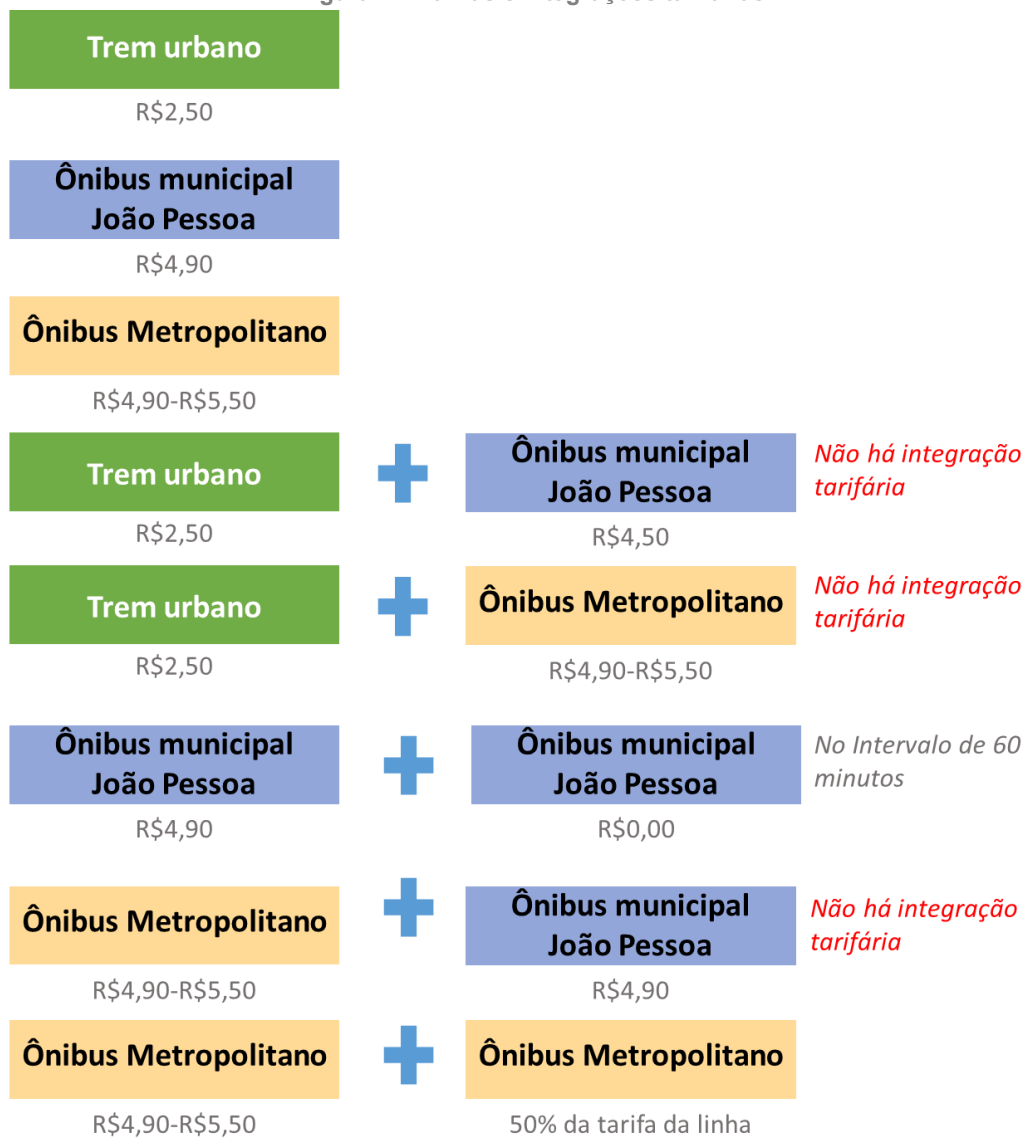 Trem urbano
R$2,50
Ônibus municipal
João Pessoa
R$4,90
Ônibus Metropolitano
R$4,90-R$5,50
Trem urbano
R$2,50
Ônibus municipal
João Pessoa
R$4,50
Não há integração
tarifária
Trem urbano
R$2,50
Ônibus Metropolitano
R$4,90-R$5,50
Não há integração
tarifária
Ônibus municipal
João Pessoa
R$4,90
Ônibus municipal
João Pessoa
R$0,00
No Intervalo de 60
minutos
Ônibus Metropolitano
R$4,90-R$5,50
Ônibus municipal
João Pessoa
R$4,90
Não há integração
tarifária
Ônibus Metropolitano
R$4,90-R$5,50
Ônibus Metropolitano
50% da tarifa da linha